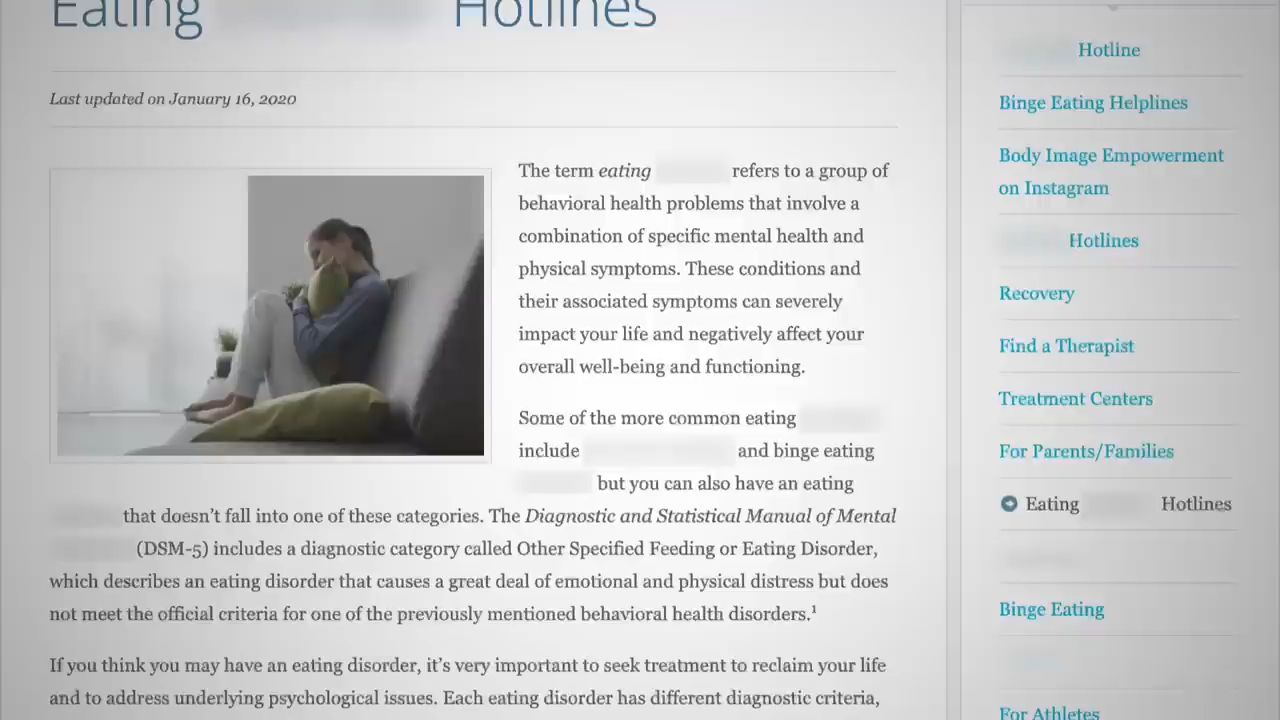 Eating Hotlines
Last updated on January 16, 2020
The term eating refers to a group of
behavioral health problems that involve a
combination of specific mental health and
physical symptoms. These conditions and
their associated symptoms can severely
impact your life and negatively affect your
overall well-being and functioning.
Some of the more common eating
include and binge eating
but you can also have an eating
that doesn't fall into one of these categories. The Diagnostic and Statistical Manual of Mental
(DSM-5) includes a diagnostic category called Other Specified Feeding or Eating Disorder,
which describes an eating disorder that causes a great deal of emotional and physical distress but does
not meet the official criteria for one of the previously mentioned behavioral health disorders.¹
If you think you may have an eating disorder, it's very important to seek treatment to reclaim your life
and to address underlying psychological issues. Each eating disorder has different diagnostic criteria,
Hotline
Binge Eating Helplines
Body Image Empowerment
on Instagram
Hotlines
Recovery
Find a Therapist
Treatment Centers
For Parents/Families
Eating Hotlines
Binge Eating
For Athletes